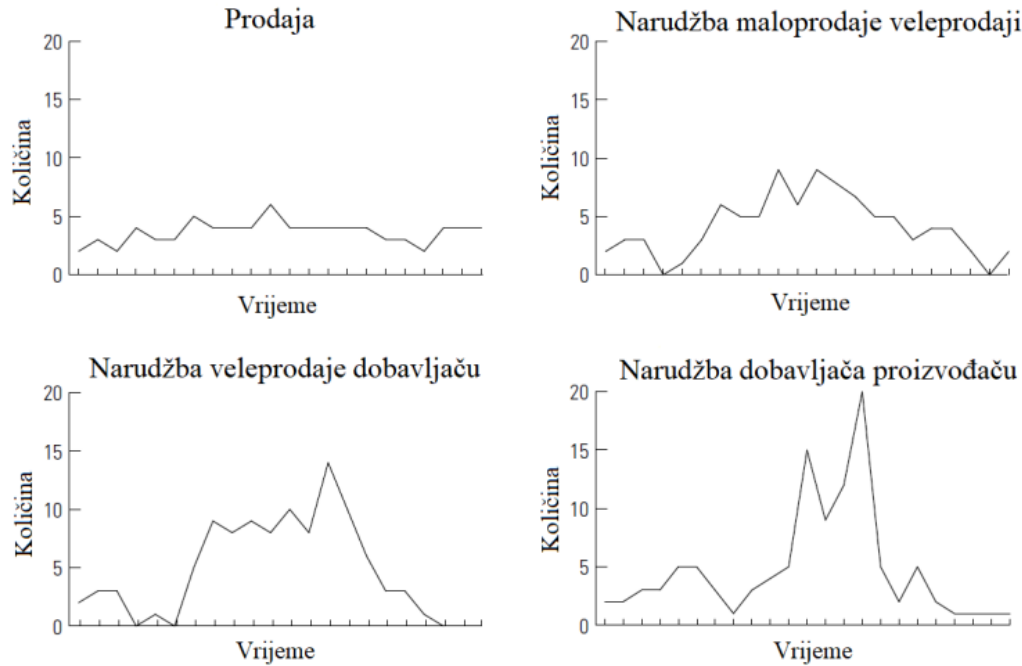 Prodaja
20
15
10
5
0
Količina
Vrijeme
Narudžba maloprodaje veleprodaji
20
15
10
5
0
Količina
Vrijeme
Narudžba veleprodaje dobavljaču
20
15
10
5
0
Količina
Vrijeme
Narudžba dobavljača proizvođaču
20
15
10
5
0
Količina
Vrijeme